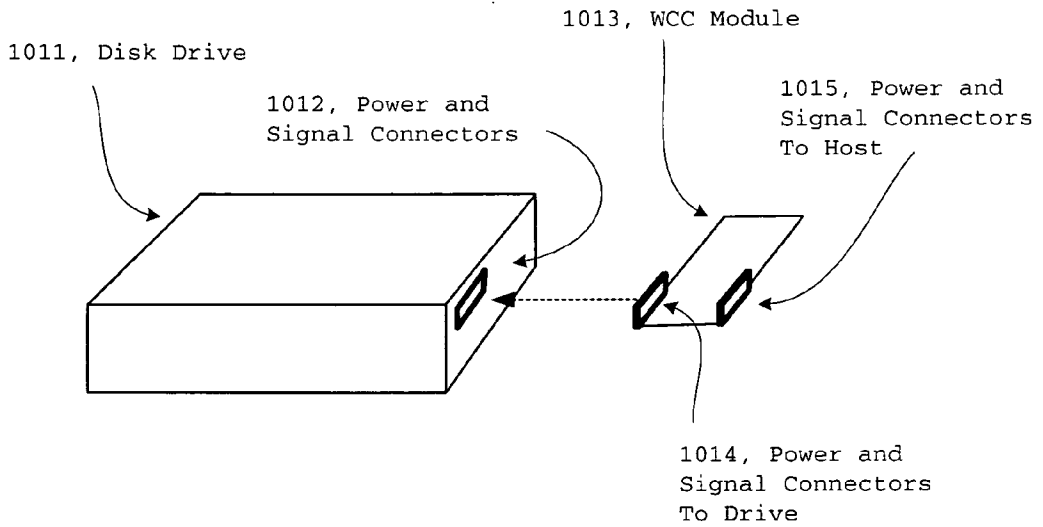 1013, WCC Module
1011, Disk Drive
1015, Power and
Signal Connectors
To Host
1012, Power and
Signal Connectors
1014, Power and
Signal Connectors
To Drive